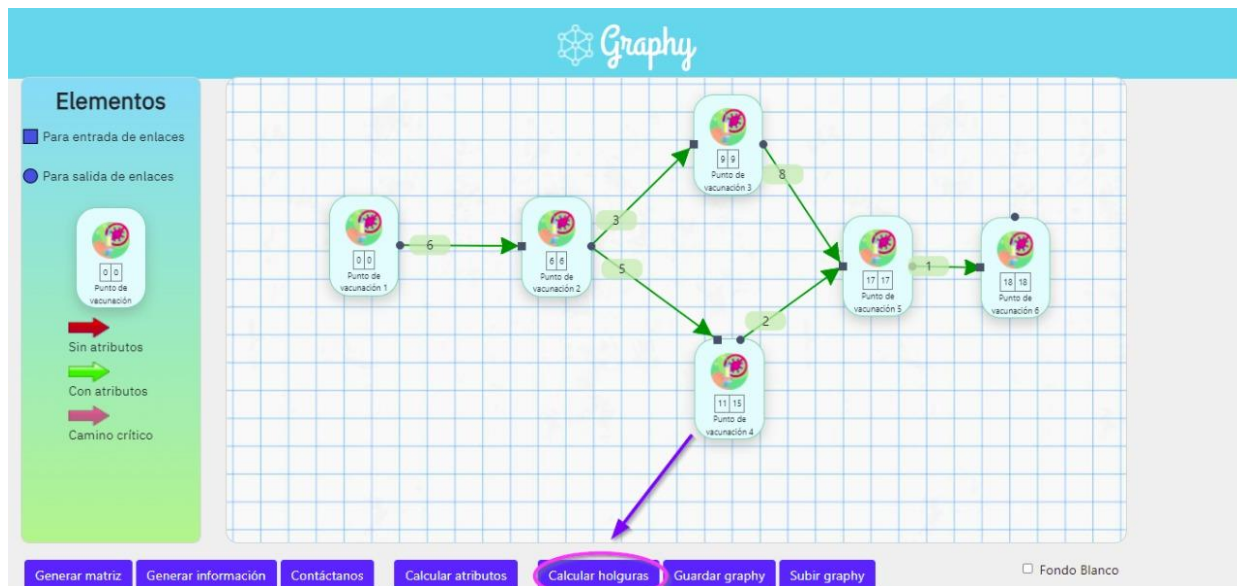 Graphy
Elementos
Para entrada de enlaces
Para salida de enlaces
0 0
Punto de
vacunación
Sin atributos
Con atributos
Camino crítico
0 0
Punto de
vacunación 1
6
6 6
Punto de
vacunación 2
3
5
9 9
Punto de
vacunación 3
8
11 15
Punto de
vacunación 4
2
17 17
Punto de
vacunación 5
1
18 18
Punto de
vacunación 6
Generar matriz
Generar información
Contáctanos
Calcular atributos
Calcular holguras
Guardar graphy
Subir graphy
Fondo Blanco